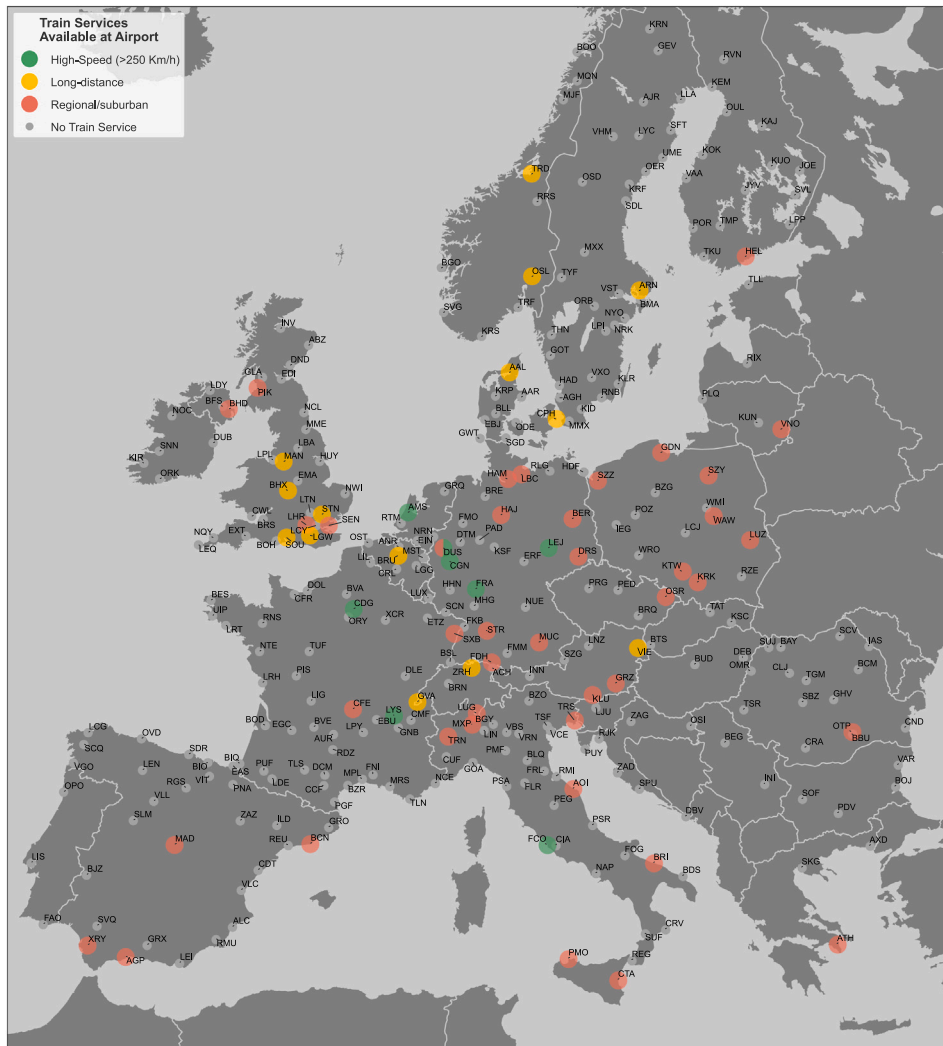 Train Services
Available at Airport
High-Speed (>250 Km/h)
Long-distance
Regional/suburban
No Train Service
KRN
BOO
GEV
RVN
MQN
KEM
MJF
AJR
LLA
OUL
KAJ
VHM
LYC
SFT
UME
KOK
KUO
JOE
TRD
OER
OSD
KRF
VAA
JYV
SVL
RRS
SDL
POR
TMP
LPP
MXX
TKU
HEL
BGO
OSL
TYF
VST
ARN
TLL
SVG
TRF
ORB
BMA
NYO
INV
KRS
THN
LPI
NRK
ABZ
GOT
RIX
DND
GLA
EDI
AAL
VXO
KLR
LDY
PIK
HAD
KRP
AAR
AGH
RNB
PLQ
BFS
BHD
NOC
NCL
BLL
CPH
KID
KUN
VNO
MME
EBJ
ODE
MMX
DUB
GWT
SGD
SNN
LBA
KIR
LPL
MAN
HUY
GDN
ORK
EMA
HAM
RLG
HDF
LBC
SZZ
SZY
BHX
NWI
GRQ
BRE
BZG
LTN
STN
AMS
WMI
CWL
LHR
SEN
RTM
FMO
HAJ
BER
POZ
WAW
NQY
EXT
BRS
LCY
NRN
PAD
IEG
LCJ
LEQ
BOH
SOU
LGW
OST
ANR
EIN
DTM
LUZ
LIL
BRU
MST
DUS
KSF
LEJ
ERF
DRS
WRO
CRL
LGG
CGN
KTW
RZE
DOL
BVA
LUX
HHN
FRA
PRG
PED
KRK
BES
CFR
CDG
SCN
MHG
NUE
OSR
UIP
RNS
ORY
XCR
ETZ
FKB
BRQ
TAT
KSC
LRT
STR
NTE
TUF
SXB
MUC
LNZ
BTS
SCV
BSL
FDH
FMM
SZG
VIE
BUD
DEB
SUJ
BAY
IAS
LRH
PIS
DLE
ZRH
ACH
INN
OMR
CLJ
BCM
BRN
GRZ
TGM
LIG
CFE
LYS
GVA
LUG
BZO
KLU
TSR
SBZ
GHV
BOD
EGC
BVE
LPY
EBU
CMF
MXP
BGY
TSF
TRS
LJU
ZAG
OSI
OTP
CND
LCG
OVD
AUR
GNB
TRN
LIN
VBS
VRN
VCE
RJK
BEG
CRA
BBU
SCQ
SDR
BIQ
RDZ
CUF
PMF
BLQ
PUY
VAR
VGO
LEN
BIO
EAS
PUF
TLS
DCM
MPL
FNI
MRS
NCE
GOA
FRL
RMI
ZAD
INI
OPO
RGS
VIT
PNA
LDE
CCF
BZR
TLN
PSA
FLR
AOI
SPU
SOF
BOJ
VLL
PGF
PEG
DBV
PDV
SLM
ZAZ
ILD
GRO
PSR
MAD
REU
BCN
FCO
CIA
AXD
LIS
BJZ
CDT
FOG
BRI
SKG
VLC
NAP
BDS
FAO
SVQ
ALC
CRV
XRY
GRX
RMU
SUF
ATH
AGP
LEI
PMO
REG
CTA